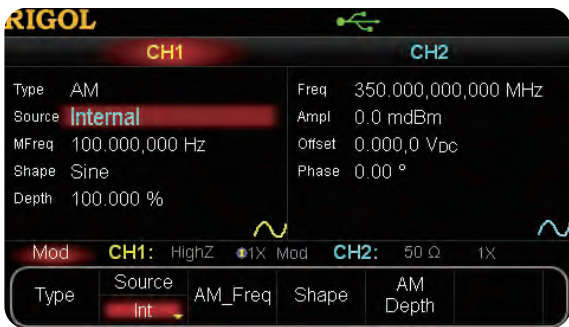 RIGOL
CH1 CH2
Type AM
Source Internal
MFreq 100.000,000 Hz
Shape Sine
Depth 100.000 %
Freq 350.000,000,000 MHz
Ampl 0.0 mdBm
Offset 0.000,0 VDC
Phase 0.00 °
Mod CH1: HighZ 1X Mod CH2: 50 Ω 1X
Type Source Int AM_Freq Shape AM Depth